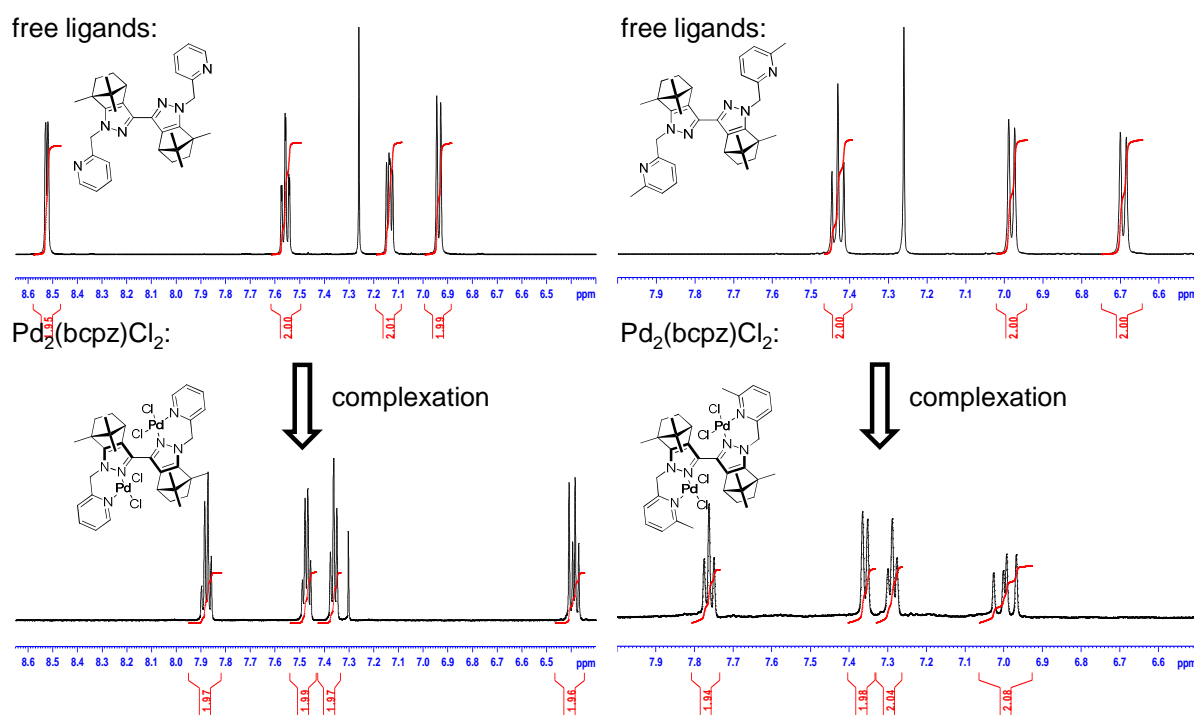 free ligands:
free ligands:
N
N
N
N
N
N
N
N
N
N
N
N
8.6 8.5 8.4 8.3 8.2 8.1 8.0 7.9 7.8 7.7 7.6 7.5 7.4 7.3 7.2 7.1 7.0 6.9 6.8 6.7 6.6 6.5 ppm
7.9 7.8 7.7 7.6 7.5 7.4 7.3 7.2 7.1 7.0 6.9 6.8 6.7 6.6 ppm
1.95 2.00 2.01 1.99
2.00 2.00 2.00
Pd2(bcpz)Cl2:
Pd2(bcpz)Cl2:
complexation
complexation
Cl
Cl Pd N
N
N
N
N
Pd Cl
N Cl
Cl
Cl Pd N
N
N
N
N
Cl
Pd Cl
N
8.6 8.5 8.4 8.3 8.2 8.1 8.0 7.9 7.8 7.7 7.6 7.5 7.4 7.3 7.2 7.1 7.0 6.9 6.8 6.7 6.6 6.5 ppm
7.9 7.8 7.7 7.6 7.5 7.4 7.3 7.2 7.1 7.0 6.9 6.8 6.7 6.6 ppm
1.97 1.99 1.97 1.96
1.94 1.98 2.04 2.08